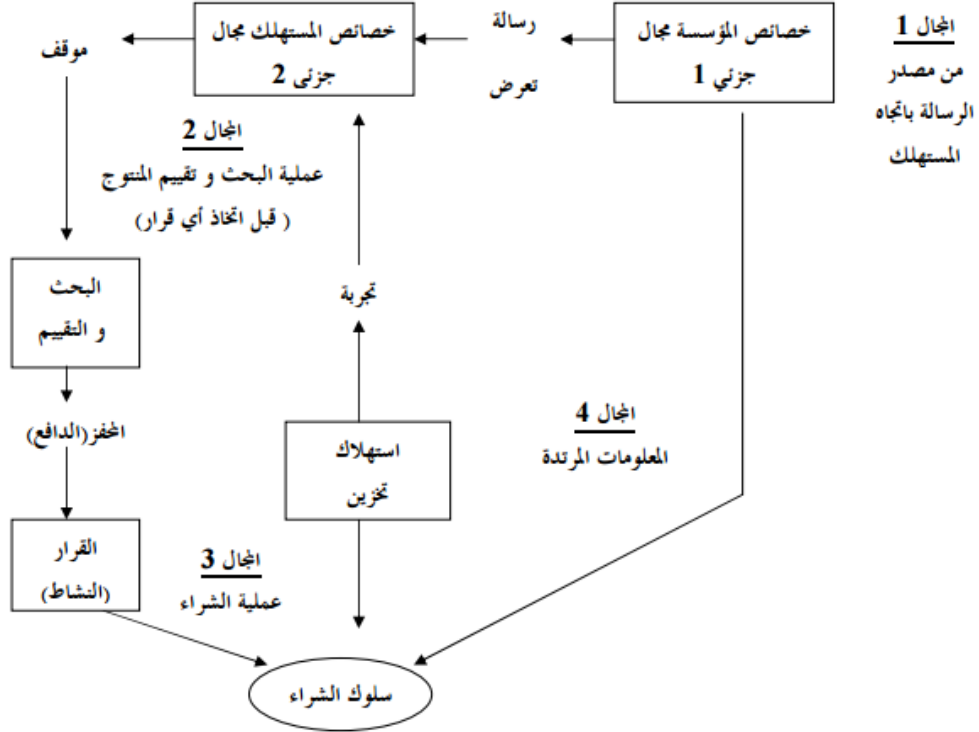 المجال 1
من مصدر
الرسالة باتجاه
المستهلك
خصائص المؤسسة مجال
جزئي 1
رسالة
تعرض
خصائص المستهلك مجال
جزئي 2
موقف
المجال 2
عملية البحث و تقييم المنتوج
( قبل اتخاذ أي قرار)
البحث
و التقييم
تجربة
المحفز(الدافع)
استهلاك
تخزين
المجال 4
المعلومات المرتدة
القرار
(النشاط)
المجال 3
عملية الشراء
سلوك الشراء